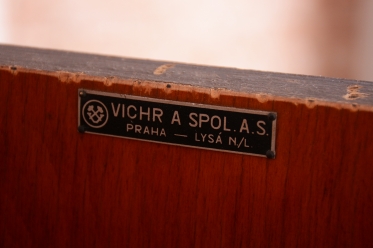 VICHR A SPOL. A.S.
PRAHA — LYSÁ N/L